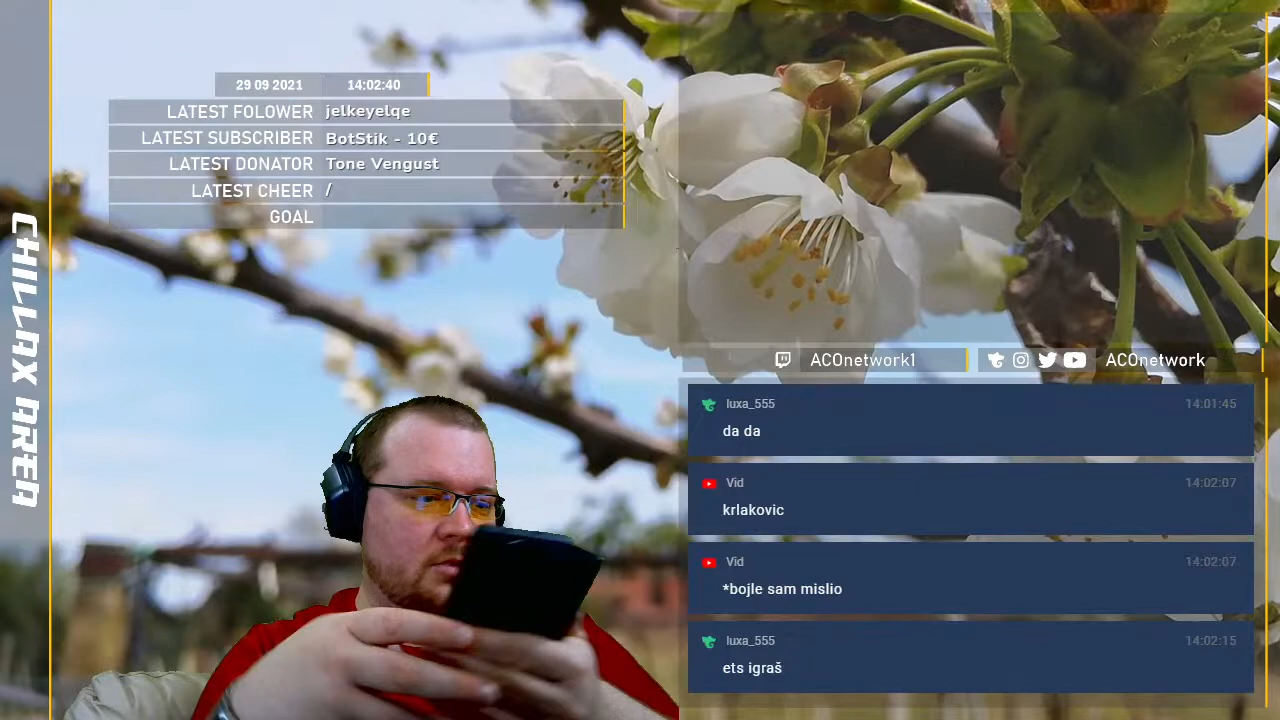 CHILLAX AREA
29 09 2021 14:02:40
LATEST FOLOWER jelkeyelqe
LATEST SUBSCRIBER BotStik - 10€
LATEST DONATOR Tone Vengust
LATEST CHEER /
GOAL
ACOnetwork1 ACOnetwork
luxa_555 14:01:45
da da
Vid 14:02:07
krlakovic
Vid 14:02:07
*bojle sam mislio
luxa_555 14:02:15
ets igraš